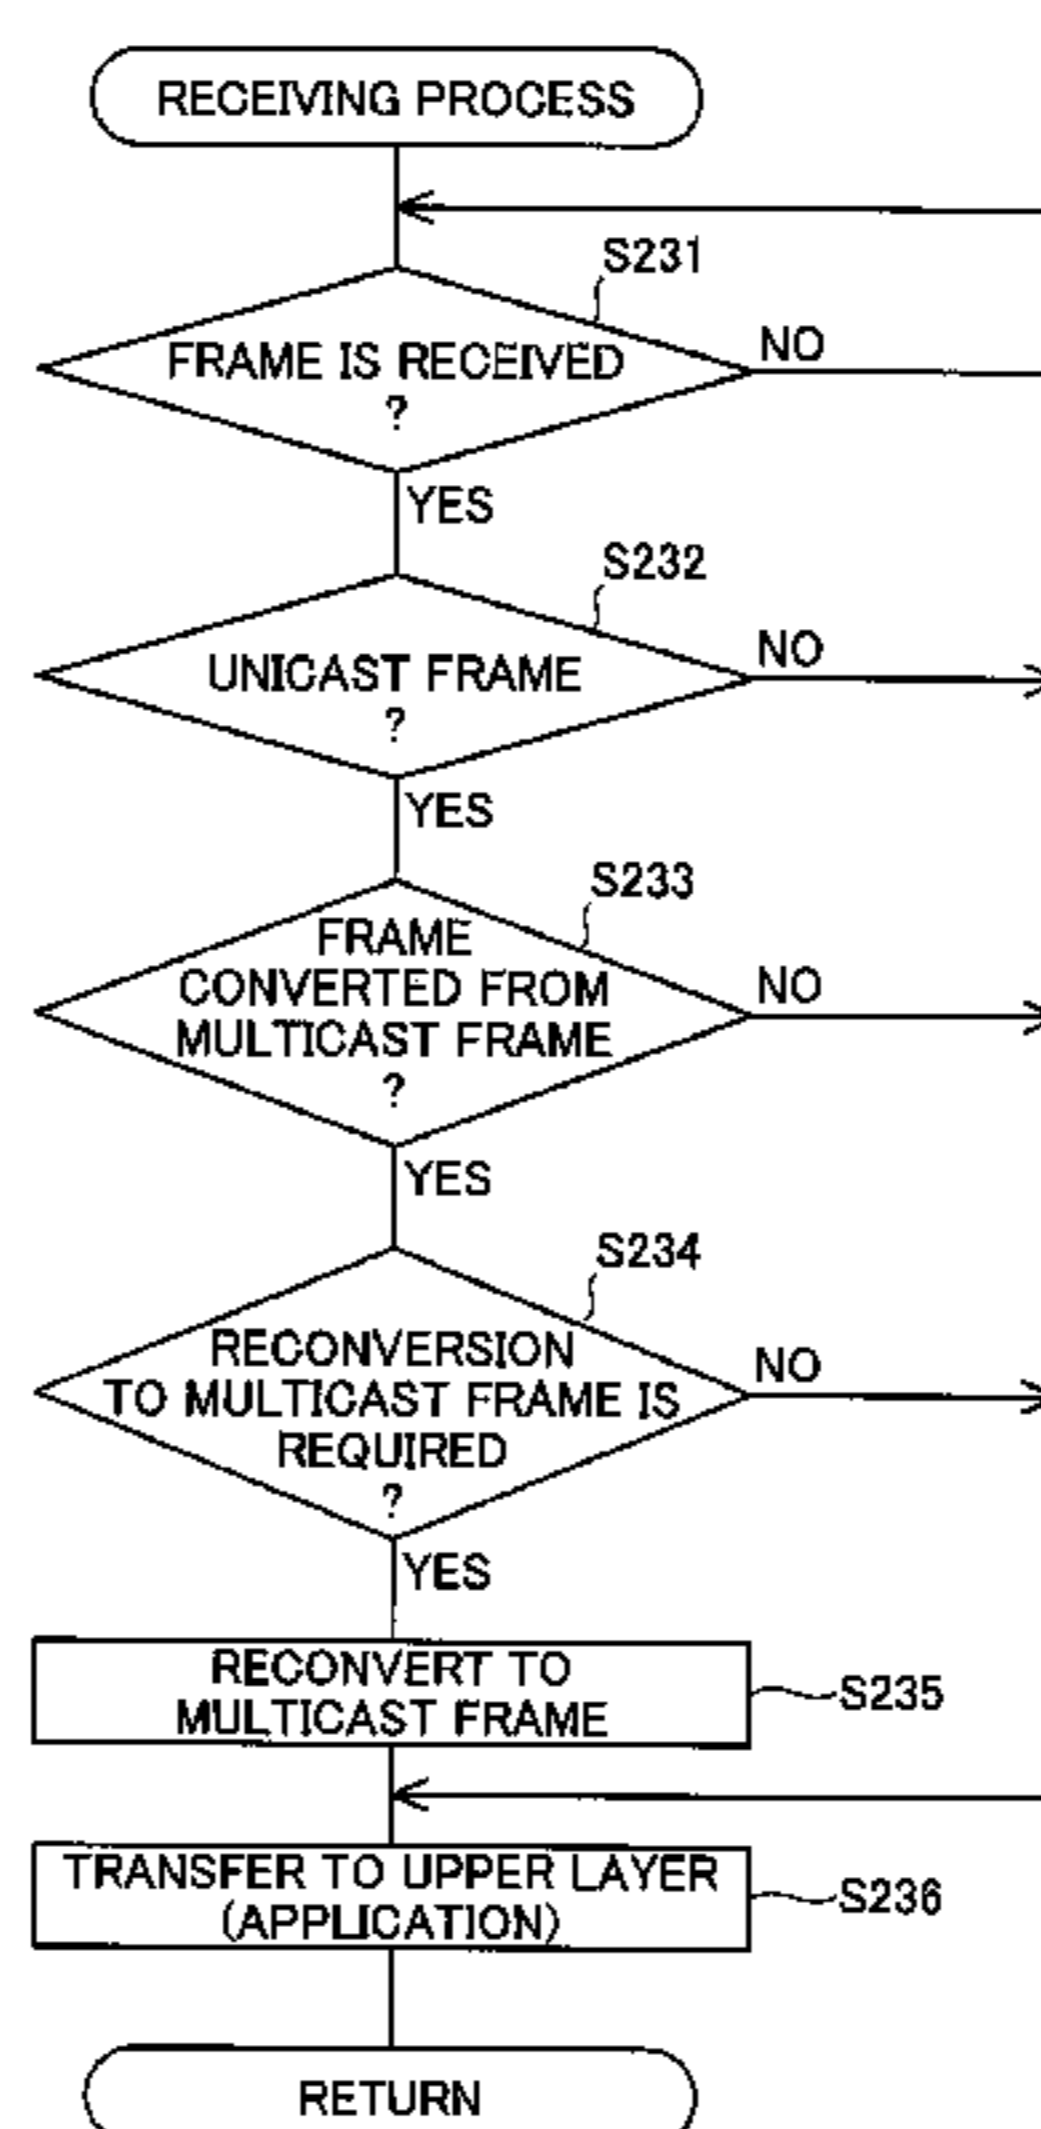 RECEIVING PROCESS
S231
FRAME IS RECEIVED
?
NO
YES
S232
UNICAST FRAME
?
NO
YES
S233
FRAME
CONVERTED FROM
MULTICAST FRAME
?
NO
YES
S234
RECONVERSION
TO MULTICAST FRAME IS
REQUIRED
?
NO
YES
RECONVERT TO
MULTICAST FRAME
S235
TRANSFER TO UPPER LAYER
(APPLICATION)
S236
RETURN